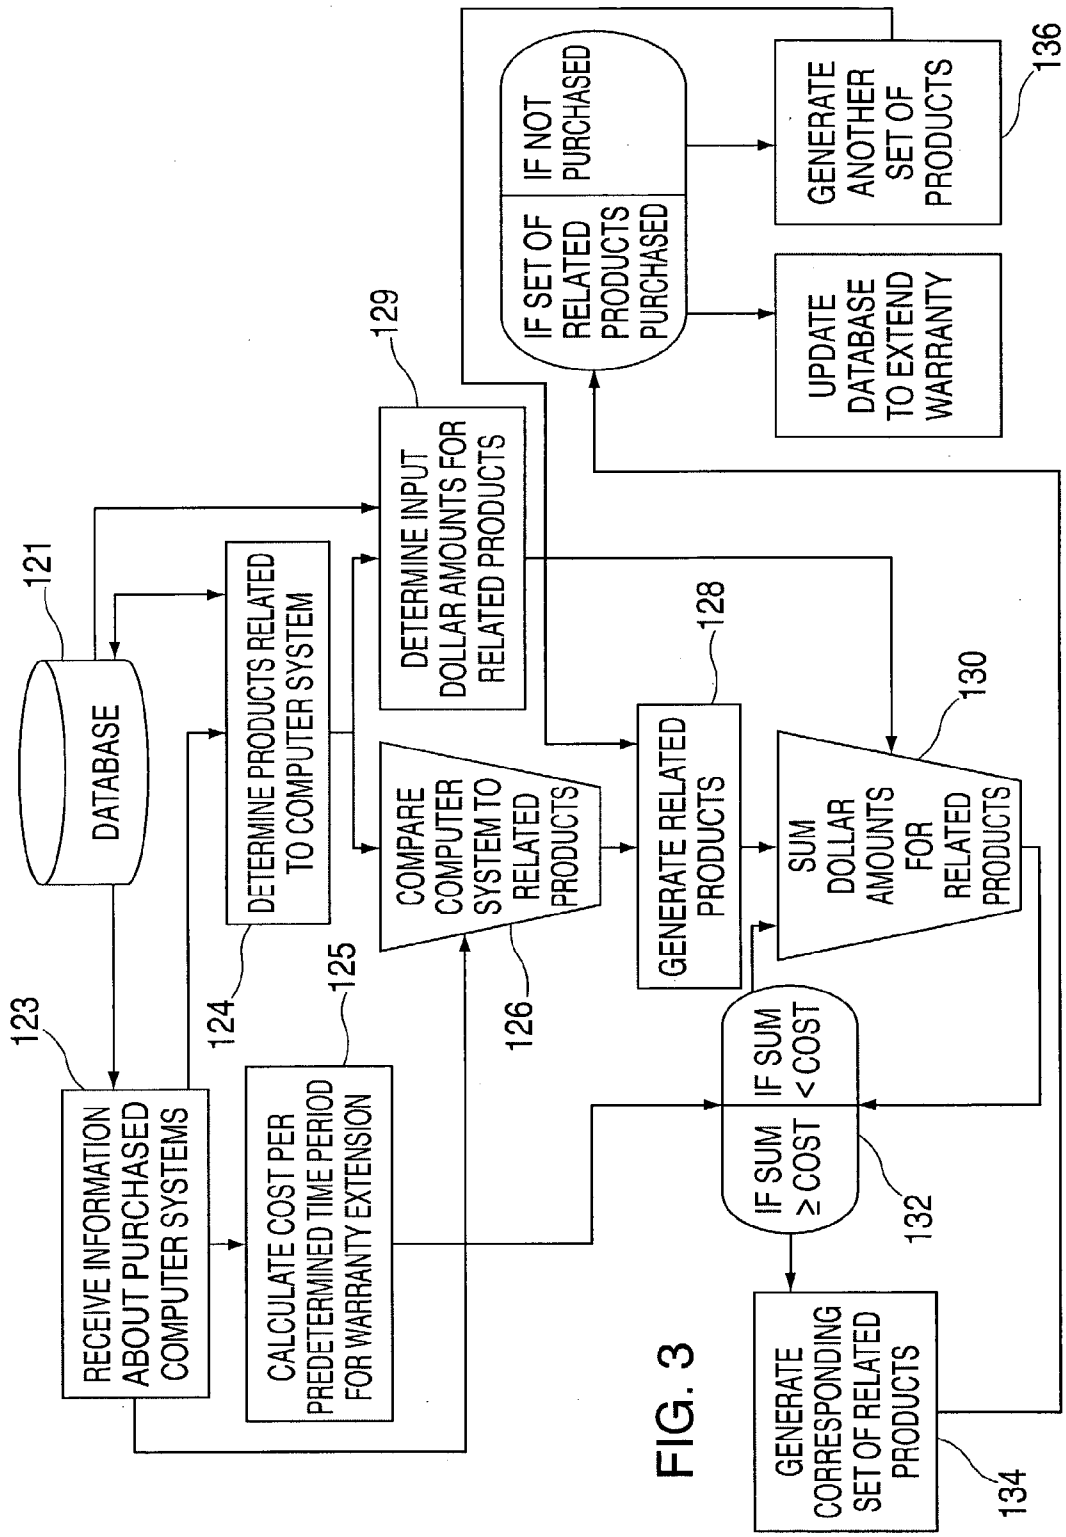 121
DATABASE
123
RECEIVE INFORMATION
ABOUT PURCHASED
COMPUTER SYSTEMS
124
DETERMINE PRODUCTS RELATED
TO COMPUTER SYSTEM
125
CALCULATE COST PER
PREDETERMINED TIME PERIOD
FOR WARRANTY EXTENSION
129
DETERMINE INPUT
DOLLAR AMOUNTS FOR
RELATED PRODUCTS
COMPARE
COMPUTER
SYSTEM TO
RELATED
PRODUCTS
126
GENERATE RELATED
PRODUCTS
128
SUM
DOLLAR
AMOUNTS
FOR
RELATED
PRODUCTS
130
IF SUM
≥ COST
IF SUM
< COST
132
GENERATE
CORRESPONDING
SET OF RELATED
PRODUCTS
134
IF SET OF
RELATED
PRODUCTS
PURCHASED
IF NOT
PURCHASED
UPDATE
DATABASE
TO EXTEND
WARRANTY
GENERATE
ANOTHER
SET OF
PRODUCTS
136
FIG. 3